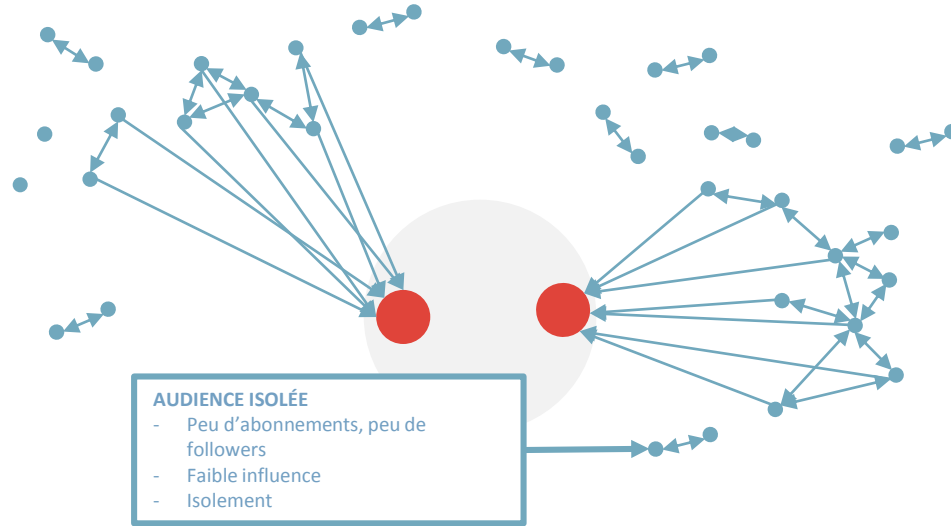 AUDIENCE ISOLÉE
- Peu d’abonnements, peu de
followers
- Faible influence
- Isolement